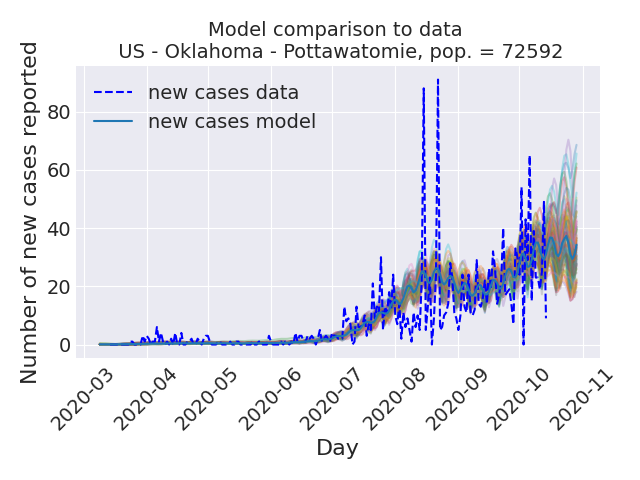 Model comparison to data
US - Oklahoma - Pottawatomie, pop. = 72592
Number of new cases reported
80
60
40
20
0
new cases data
new cases model
2020-03
2020-04
2020-05
2020-06
2020-07
2020-08
2020-09
2020-10
2020-11
Day